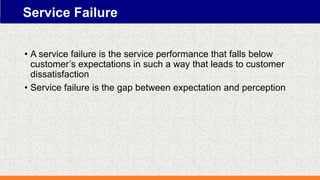 Service Failure
• A service failure is the service performance that falls below
customer's expectations in such a way that leads to customer
dissatisfaction
• Service failure is the gap between expectation and perception